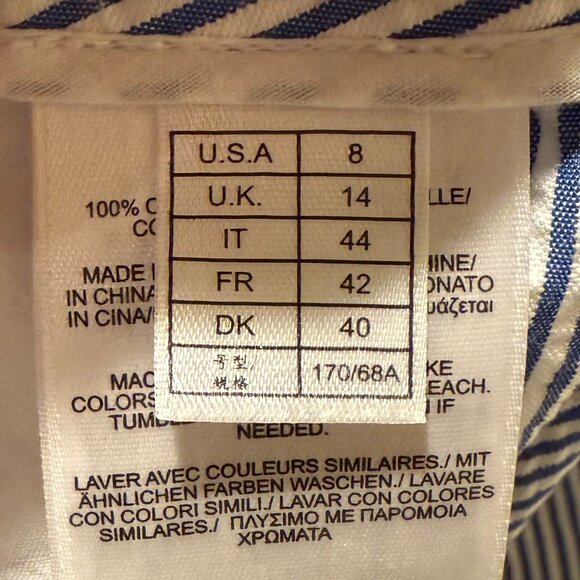 U.S.A 8
U.K. 14
IT 44
FR 42
DK 40
号型/规格 170/68A
100% C LLE/
CO
MADE HINE/
IN CHINA ONATO
IN CINA/ υάζεται
MAC KE
COLORS EACH.
TUMB IF
NEEDED.
LAVER AVEC COULEURS SIMILAIRES./ MIT
ÄHNLICHEN FARBEN WASCHEN./ LAVARE
CON COLORI SIMILI./ LAVAR CON COLORES
SIMILARES./ ΠΛΥΣΙΜΟ ΜΕ ΠΑΡΟΜΟΙΑ
ΧΡΩΜΑΤΑ